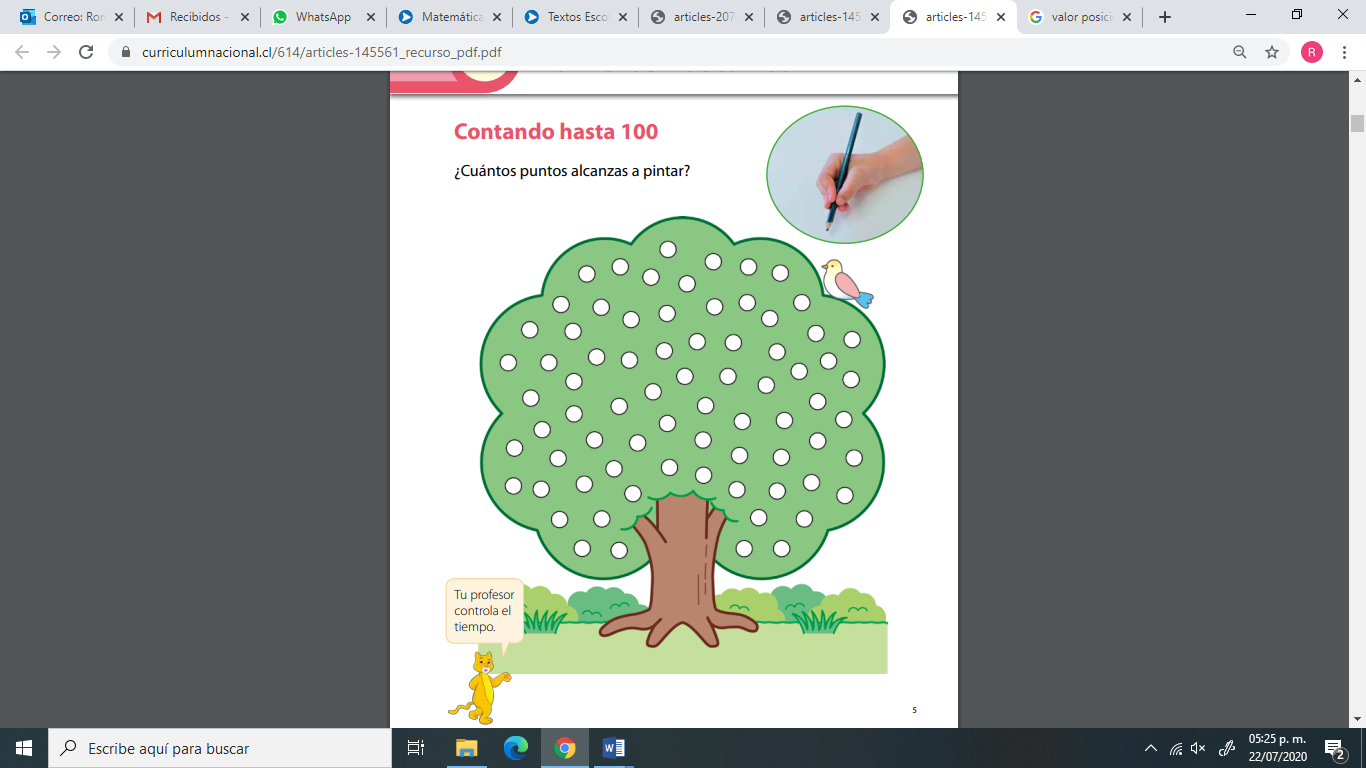 Correo: Ron
Recibidos -
WhatsApp
Matemática
Textos Esco
articles-207
articles-145
articles-145
valor posici
curriculumnacional.cl/614/articles-145561_recurso_pdf.pdf
R
Contando hasta 100
¿Cuántos puntos alcanzas a pintar?
Tu profesor
controla el
tiempo.
5
Escribe aquí para buscar
05:25 p. m.
22/07/2020
2